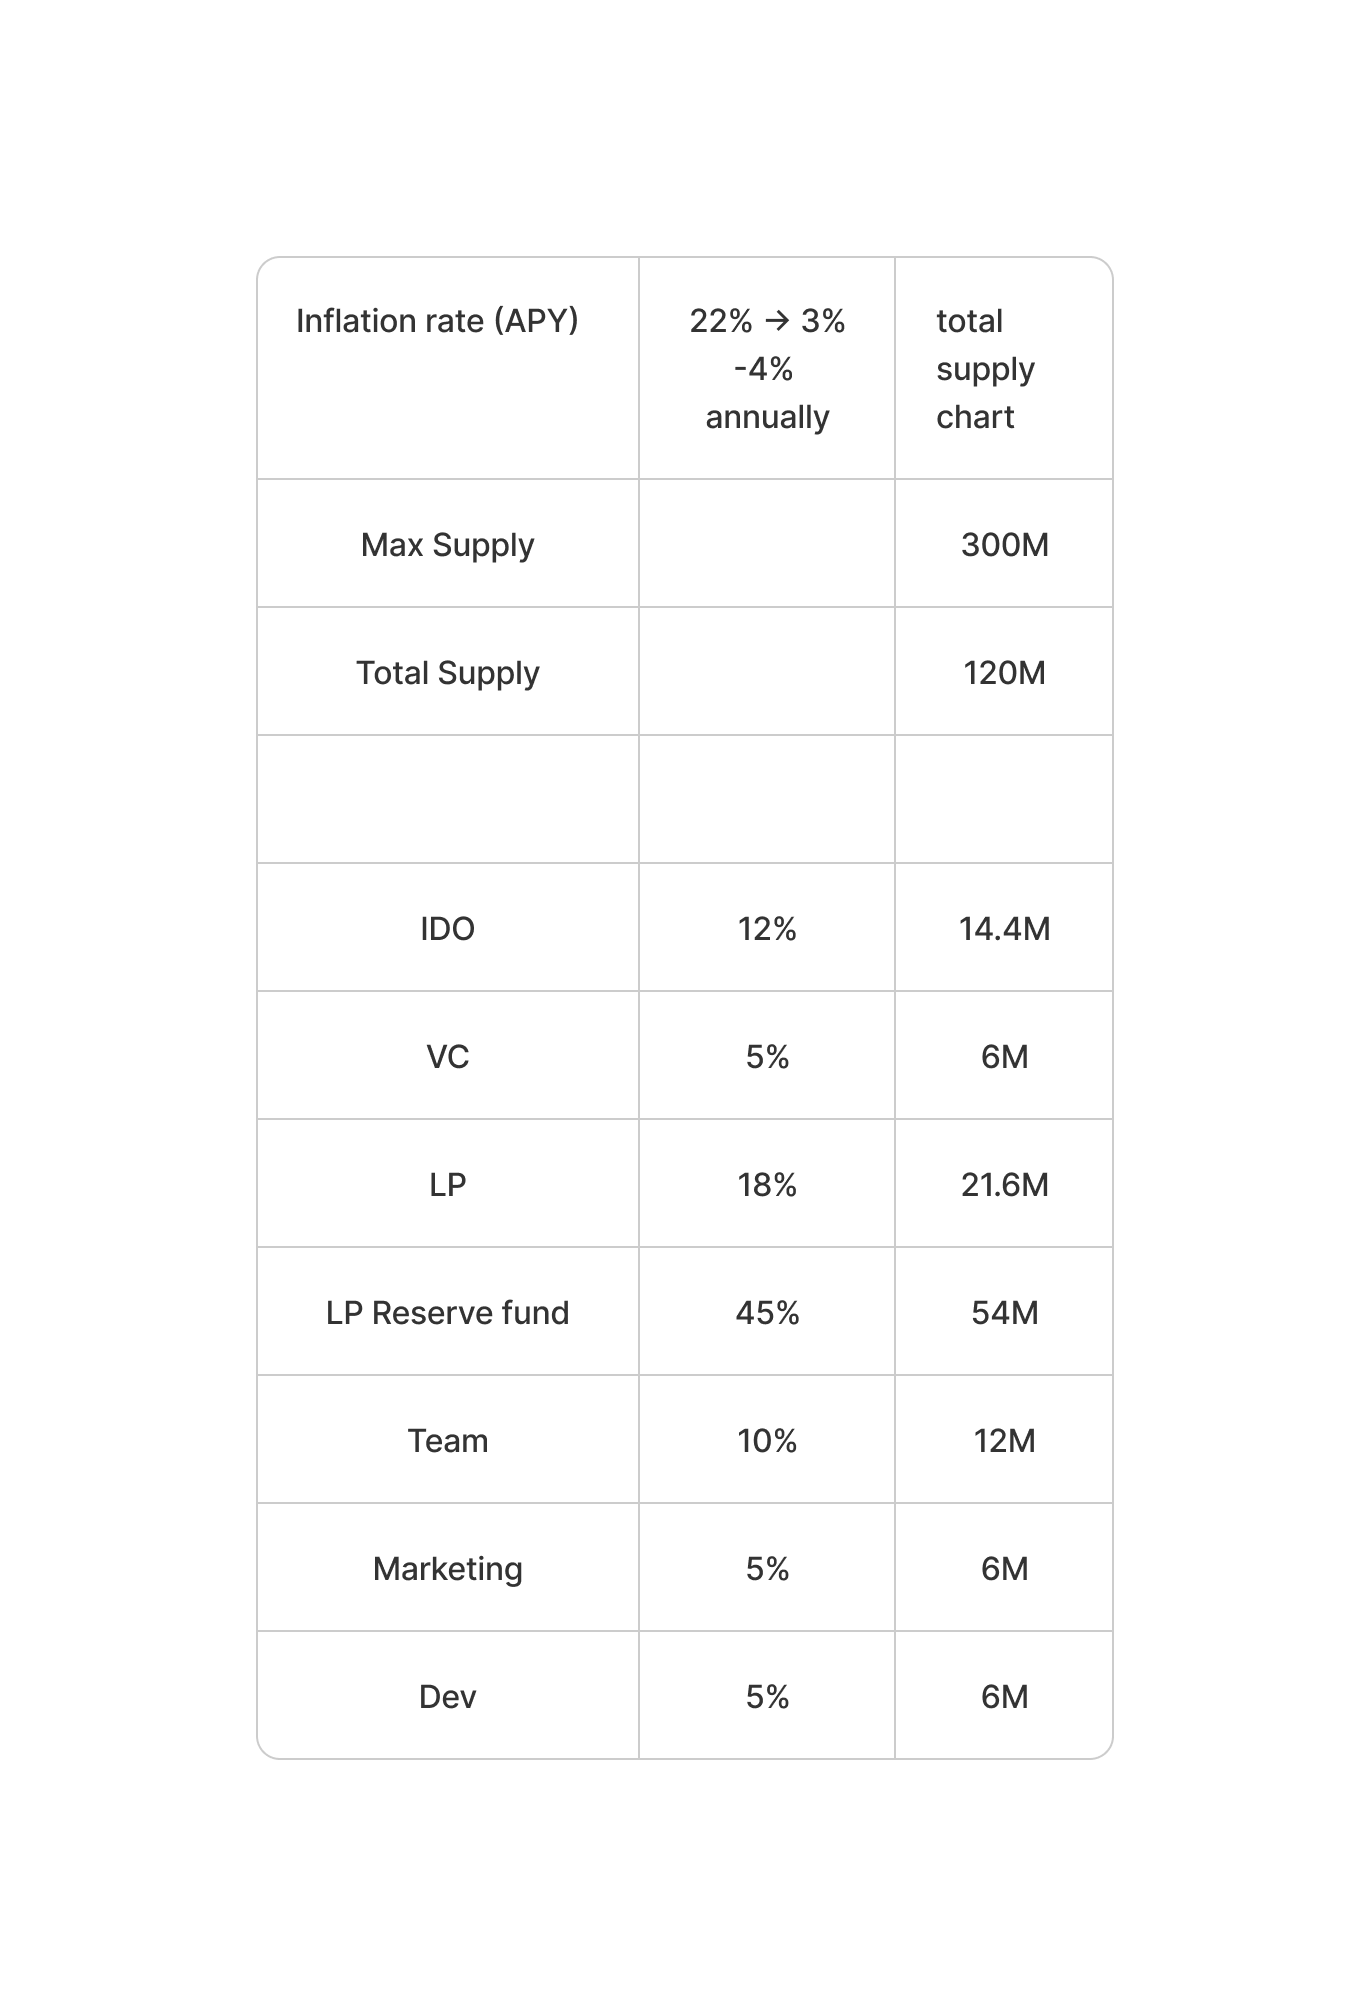 Inflation rate (APY)
22% → 3%
-4%
annually
total
supply
chart
Max Supply
300M
Total Supply
120M
IDO
12%
14.4M
VC
5%
6M
LP
18%
21.6M
LP Reserve fund
45%
54M
Team
10%
12M
Marketing
5%
6M
Dev
5%
6M